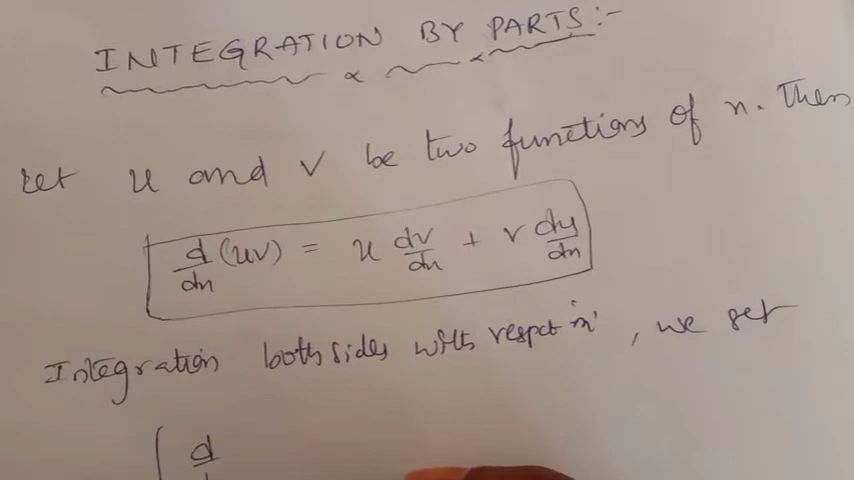 INTEGRATION BY PARTS:-
Let u and v be two functions of x. Then
d/dx (uv) = u dv/dx + v du/dx
Integration both sides with respect 'x', we get
∫ d